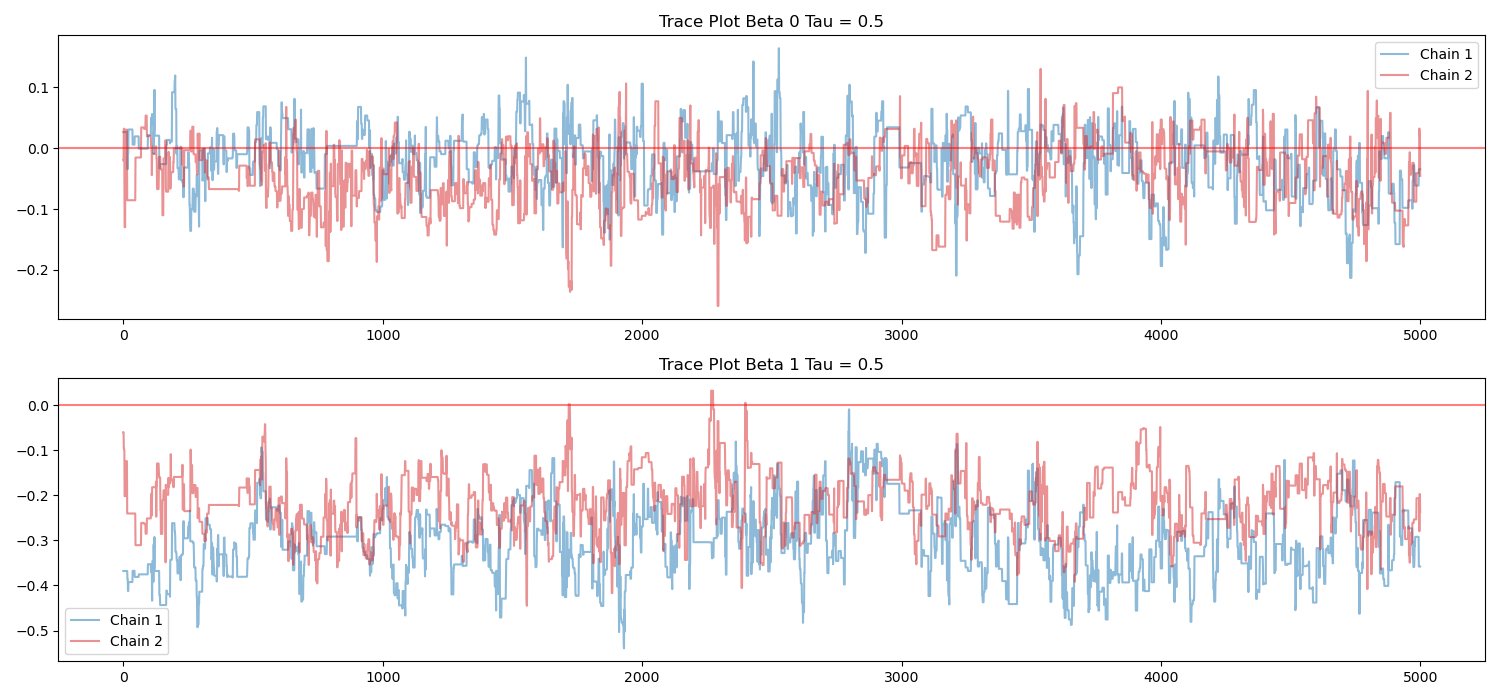 Trace Plot Beta 0 Tau = 0.5
Chain 1
Chain 2
0.1
0.0
−0.1
−0.2
0 1000 2000 3000 4000 5000
Trace Plot Beta 1 Tau = 0.5
0.0
−0.1
−0.2
−0.3
−0.4
−0.5
Chain 1
Chain 2
0 1000 2000 3000 4000 5000